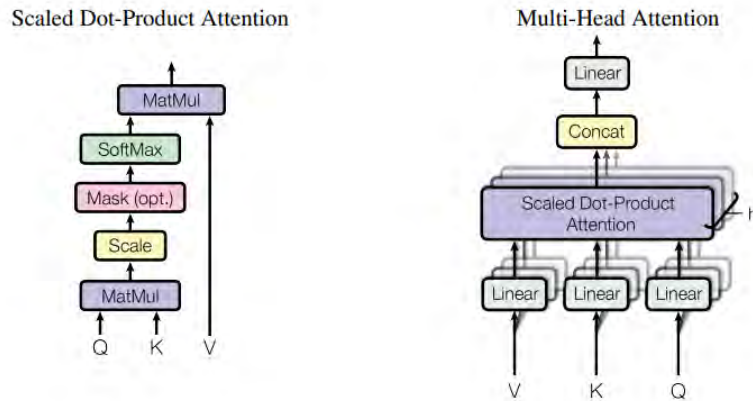 Scaled Dot-Product Attention
MatMul
SoftMax
Mask (opt.)
Scale
MatMul
Q K V
Multi-Head Attention
Linear
Concat
Scaled Dot-Product
Attention
h
Linear Linear Linear
V K Q